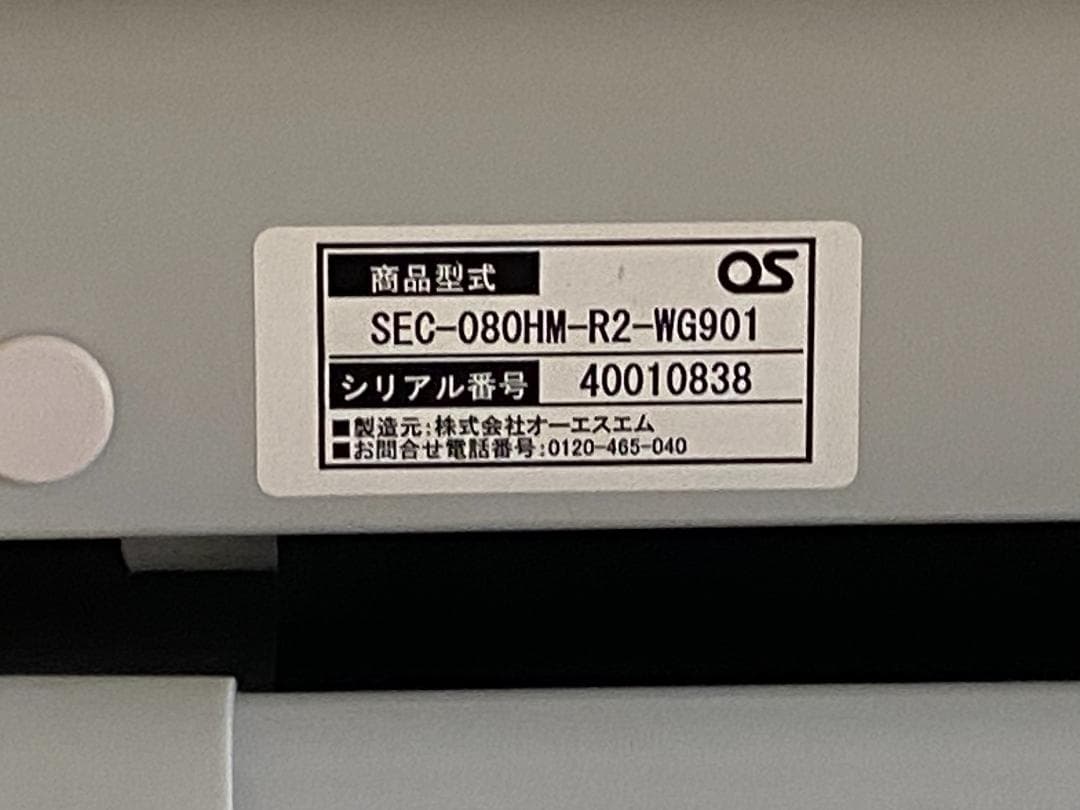 商品型式 OS
SEC-080HM-R2-WG901
シリアル番号 40010838
■製造元:株式会社オーエスエム
■お問合せ電話番号:0120-465-040